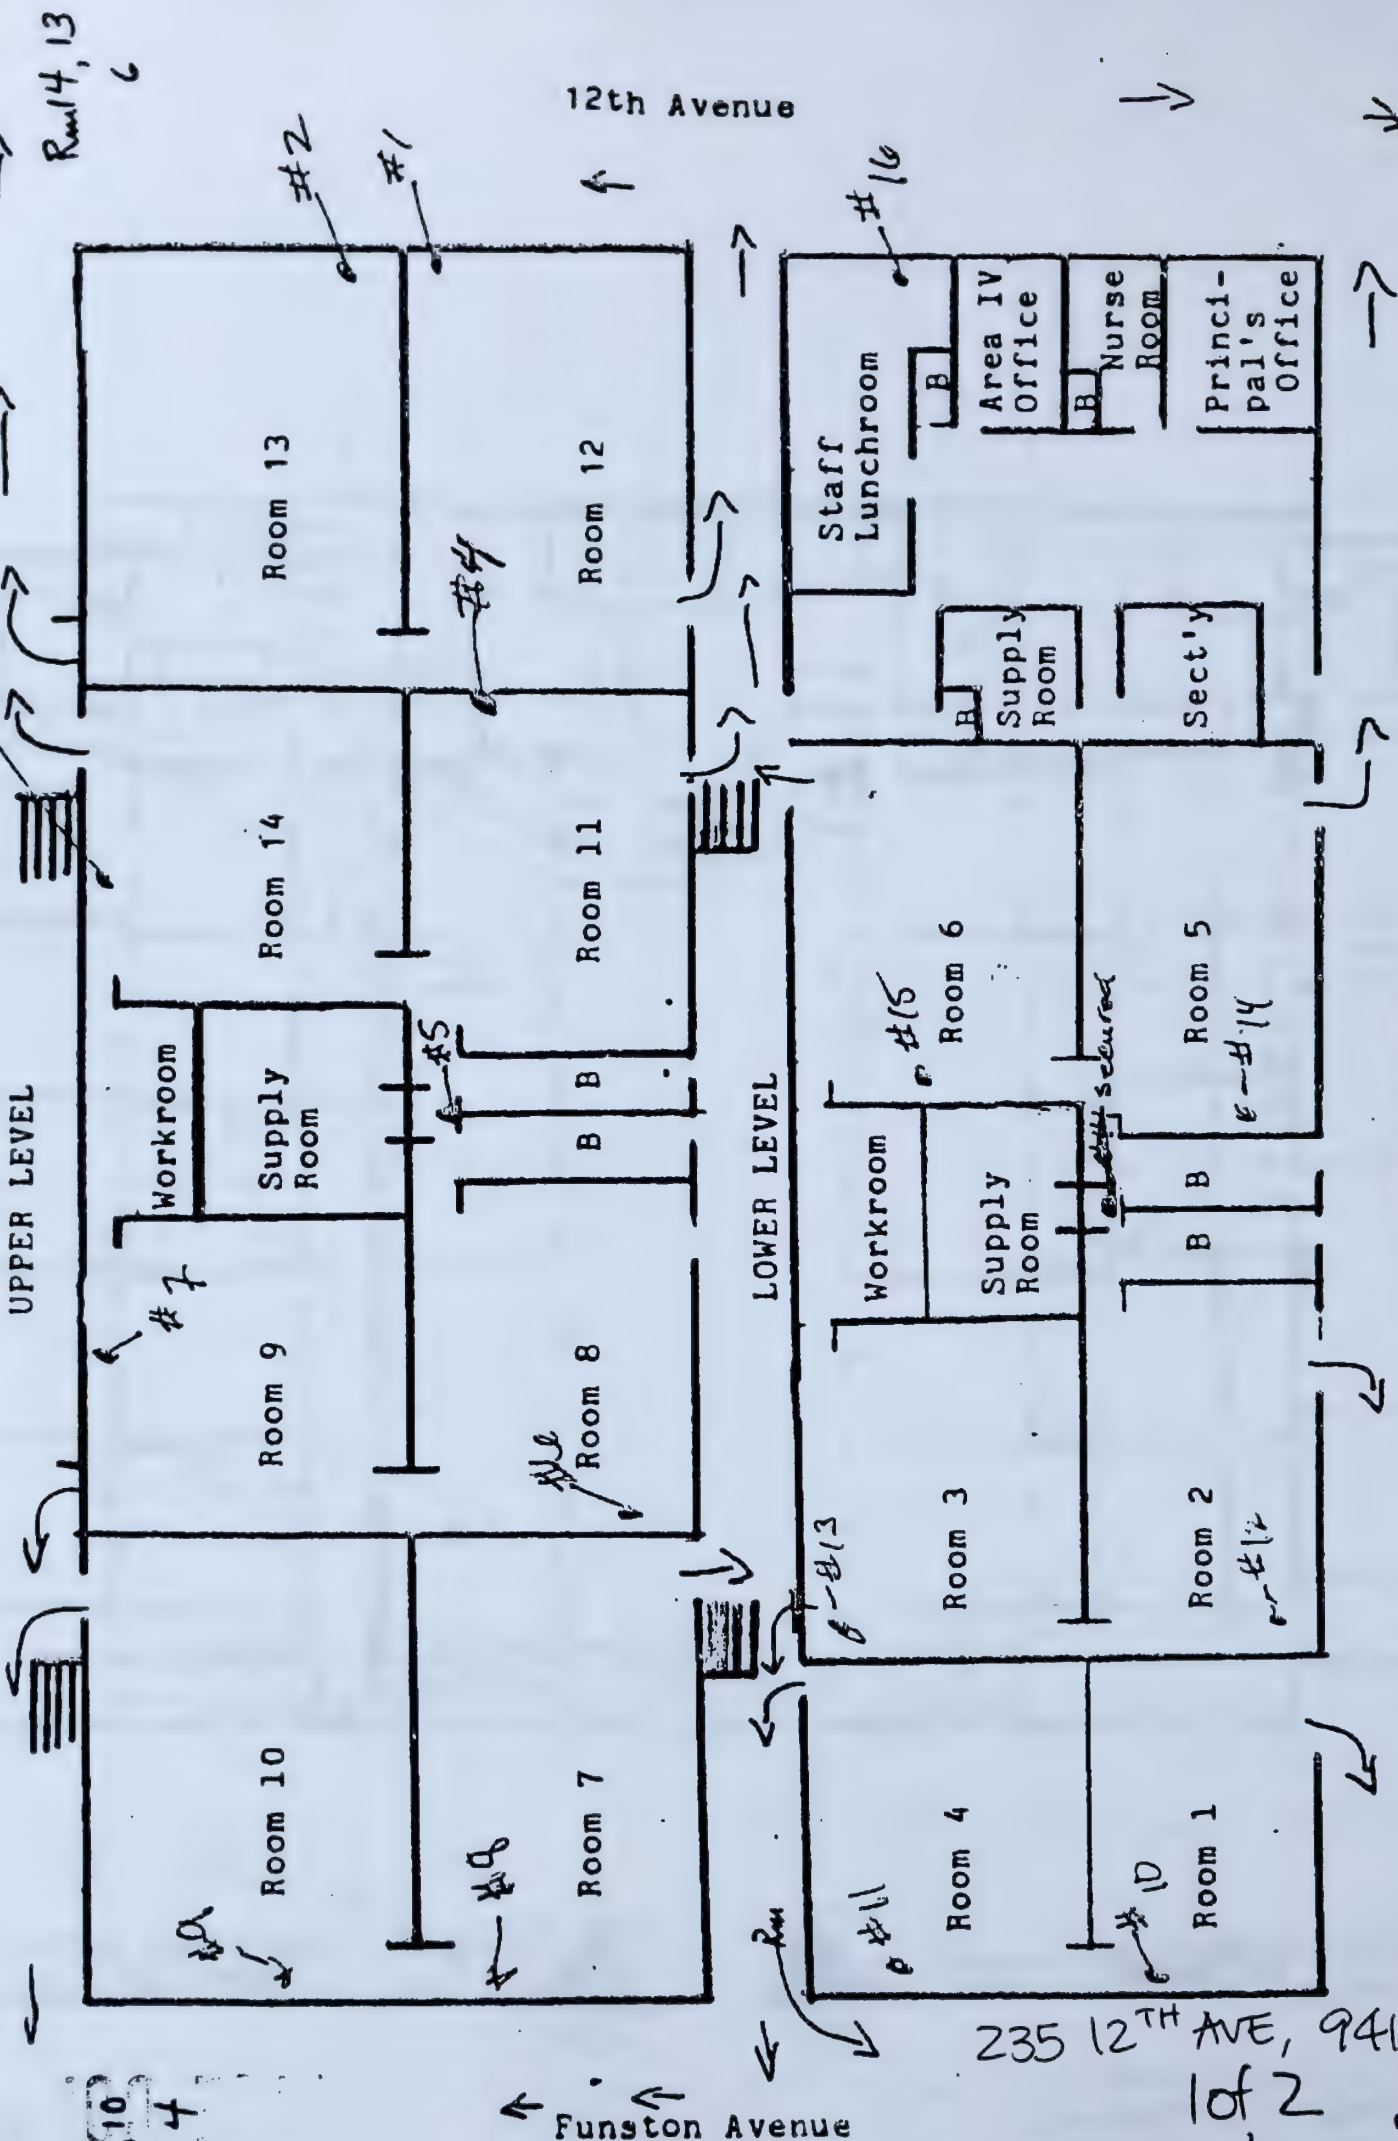 Rm14, 13
6
12th Avenue
UPPER LEVEL
#2
#1
Room 13
Room 12
#4
Room 14
Room 11
Workroom
Supply
Room
#5
B
B
#7
Room 9
Room 8
Room 10
Room 7
#9
LOWER LEVEL
#16
Staff
Lunchroom
B
Area IV
Office
B
Nurse
Room
Princi-
pal's
Office
B
Supply
Room
Sect'y
#15
Room 6
Room 5
#14
secured
Workroom
Supply
Room
B
B
#13
Room 3
Room 2
#12
#11
Room 4
Room 1
#10
Rm
10
4
Funston Avenue
235 12TH AVE, 941
1 of 2